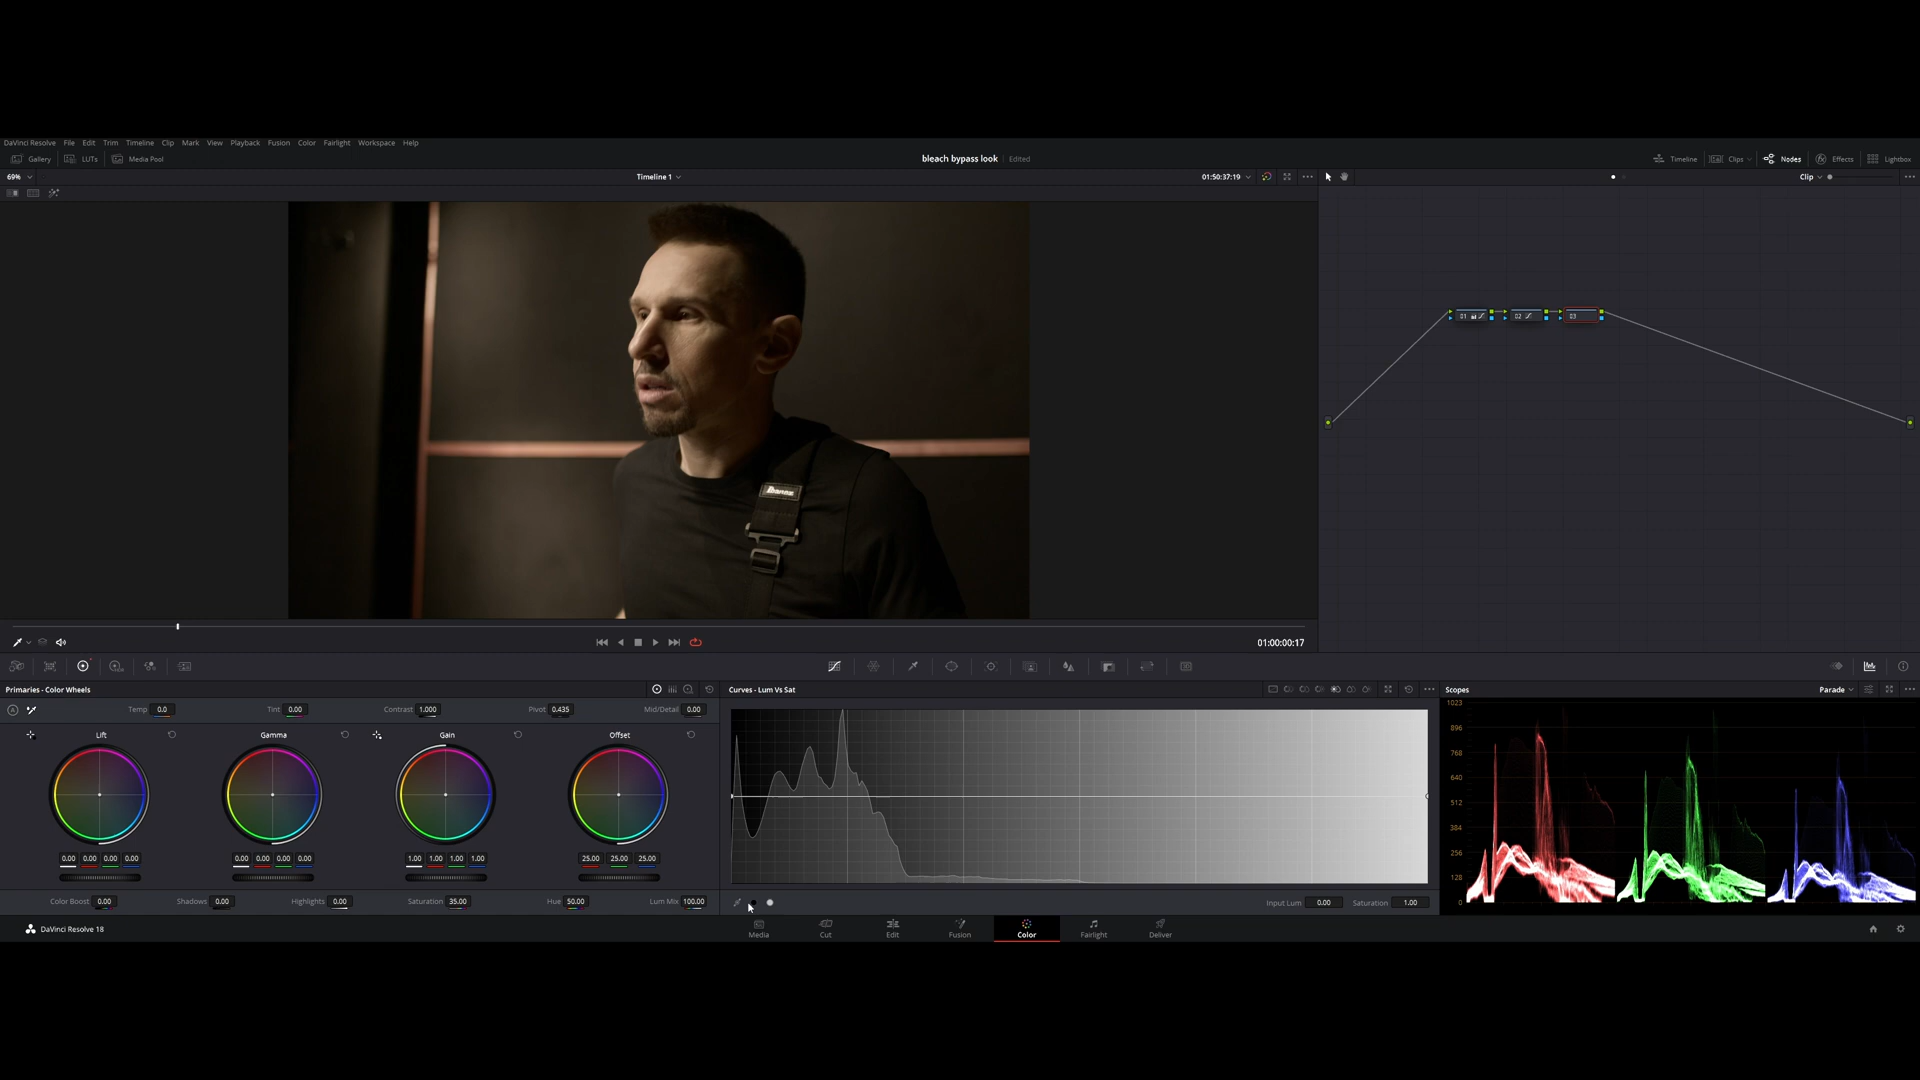 DaVinci Resolve File Edit Trim Timeline Clip Mark View Playback Fusion Color Fairlight Workspace Help
Gallery LUTs Media Pool bleach bypass look Edited Timeline Clips Nodes Effects Lightbox
69% Timeline 1 01:50:37:19 Clip
01 02 03
Ibanez
01:00:00:17
Primaries - Color Wheels Curves - Lum Vs Sat Scopes Parade
Temp 0.0 Tint 0.00 Contrast 1.000 Pivot 0.435 Mid/Detail 0.00
Lift Gamma Gain Offset
0.00 0.00 0.00 0.00 0.00 0.00 0.00 0.00 1.00 1.00 1.00 1.00 25.00 25.00 25.00
Color Boost 0.00 Shadows 0.00 Highlights 0.00 Saturation 35.00 Hue 50.00 Lum Mix 100.00
Input Lum 0.00 Saturation 1.00
1023
896
768
640
512
384
256
128
0
DaVinci Resolve 18
Media Cut Edit Fusion Color Fairlight Deliver